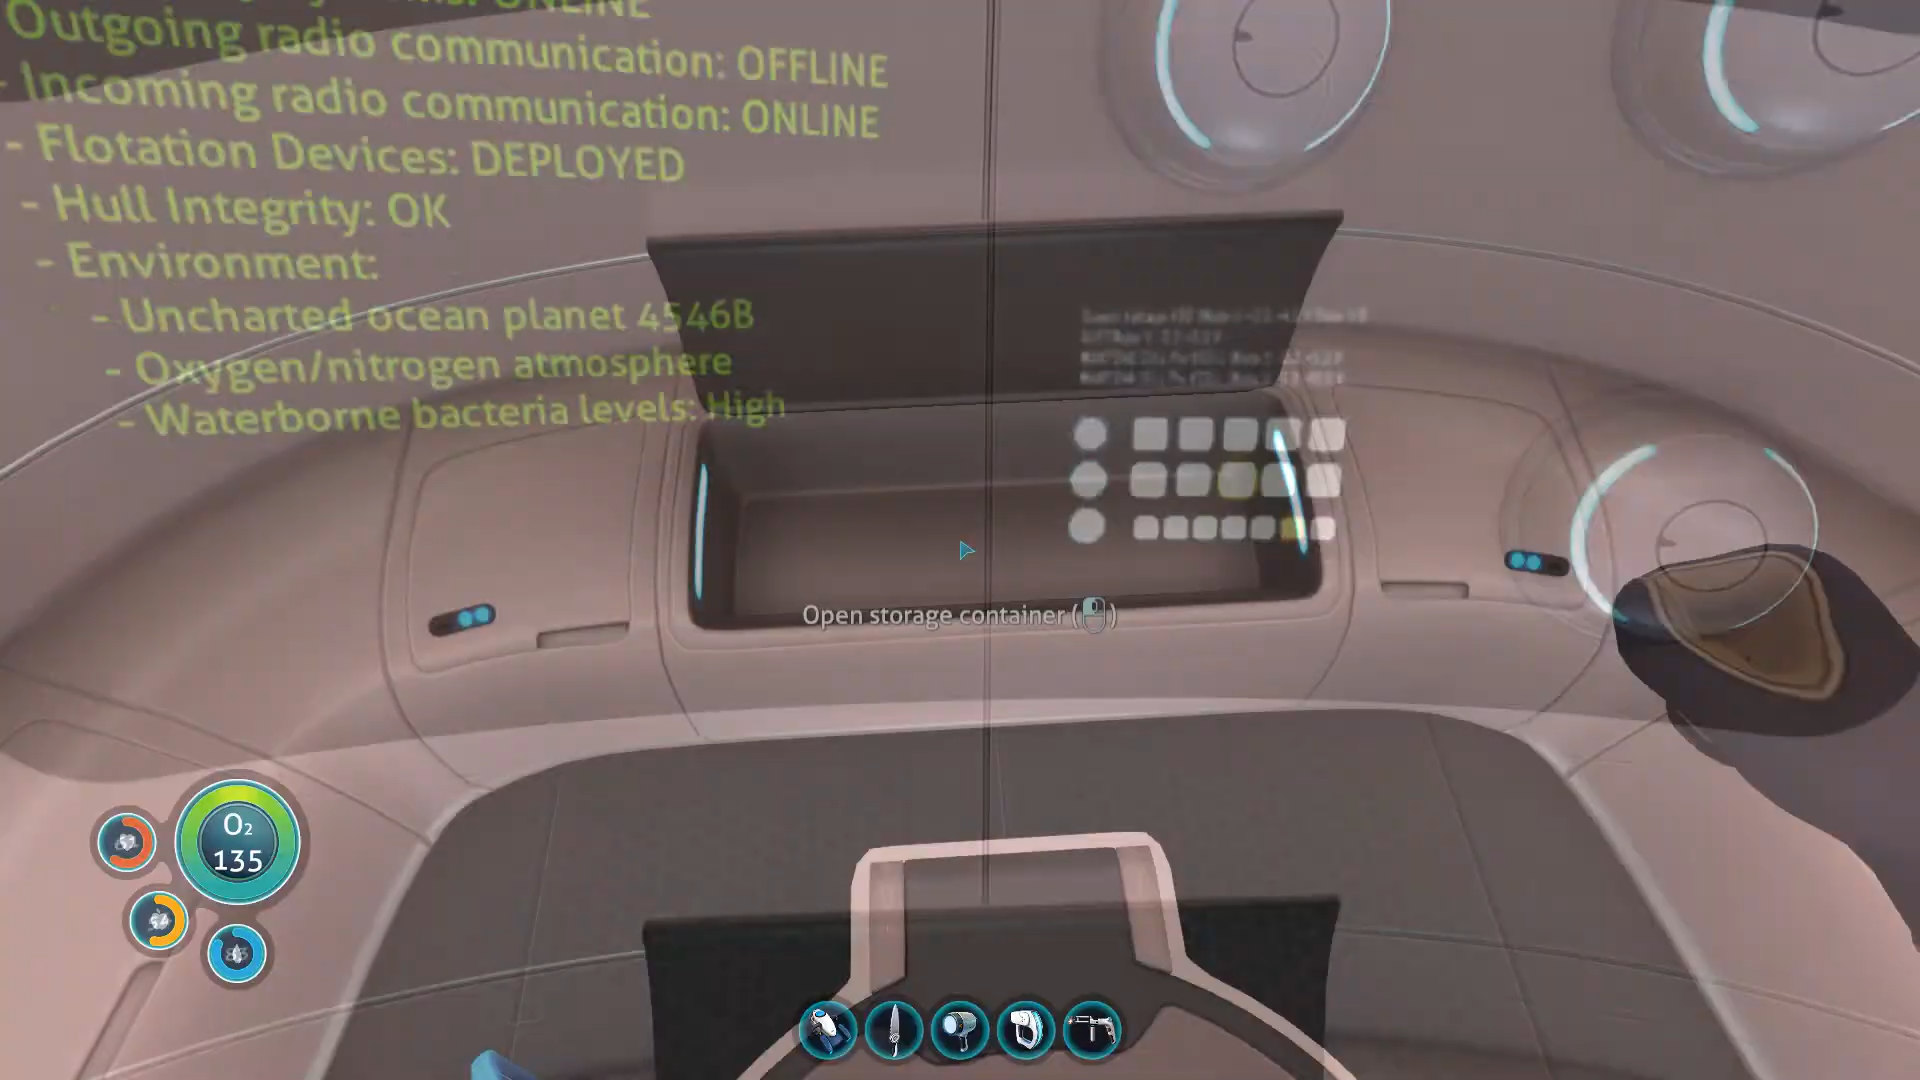 ONLINE
Outgoing radio communication: OFFLINE
- Incoming radio communication: ONLINE
- Flotation Devices: DEPLOYED
- Hull Integrity: OK
- Environment:
- Uncharted ocean planet 4546B
- Oxygen/nitrogen atmosphere
- Waterborne bacteria levels: High
Open storage container ( )
O₂
135